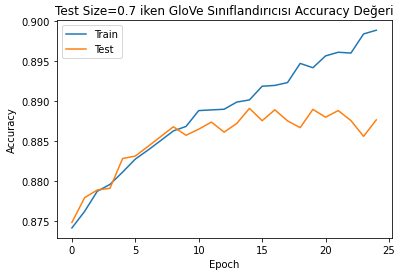 Test Size=0.7 iken GloVe Sınıflandırıcısı Accuracy Değeri
Train
Test
Accuracy
0.900
0.895
0.890
0.885
0.880
0.875
0
5
10
15
20
25
Epoch